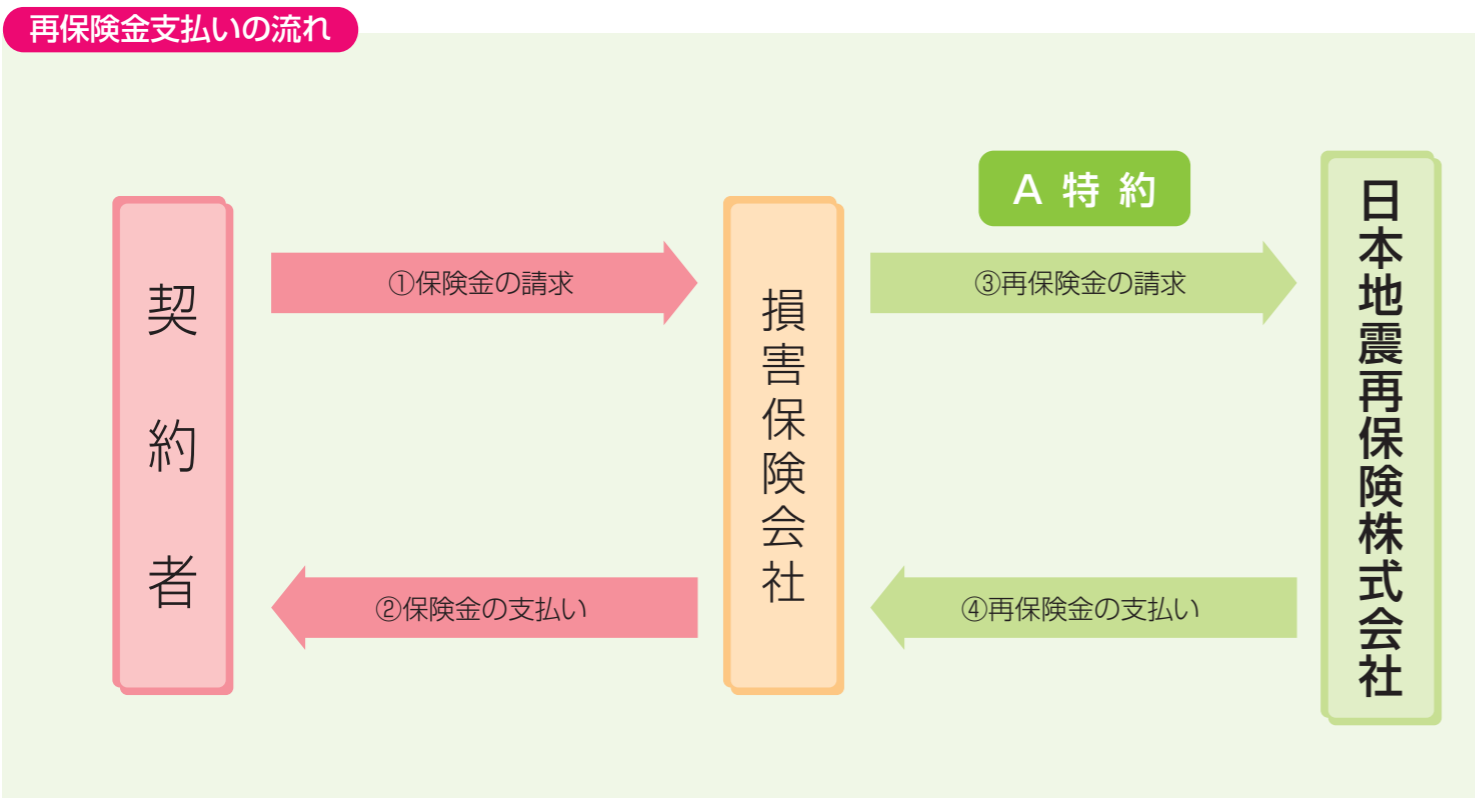 再保険金支払いの流れ
契約者
①保険金の請求
②保険金の支払い
損害保険会社
A 特 約
③再保険金の請求
④再保険金の支払い
日本地震再保険株式会社